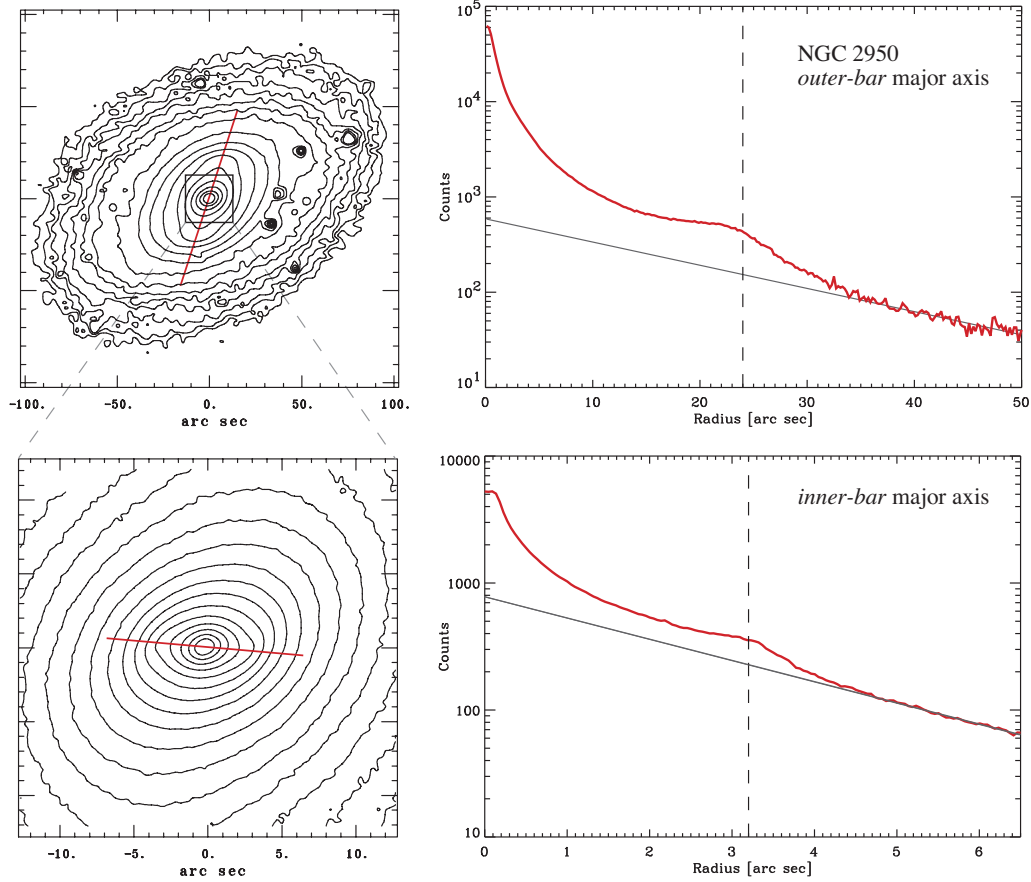 -100. -50. 0. 50. 100.
arc sec
10^5
10^4
10^3
10^2
10^1
Counts
NGC 2950
outer-bar major axis
0 10 20 30 40 50
Radius [arc sec]
-10. -5. 0. 5. 10.
arc sec
10000
1000
100
10
Counts
inner-bar major axis
0 1 2 3 4 5 6
Radius [arc sec]